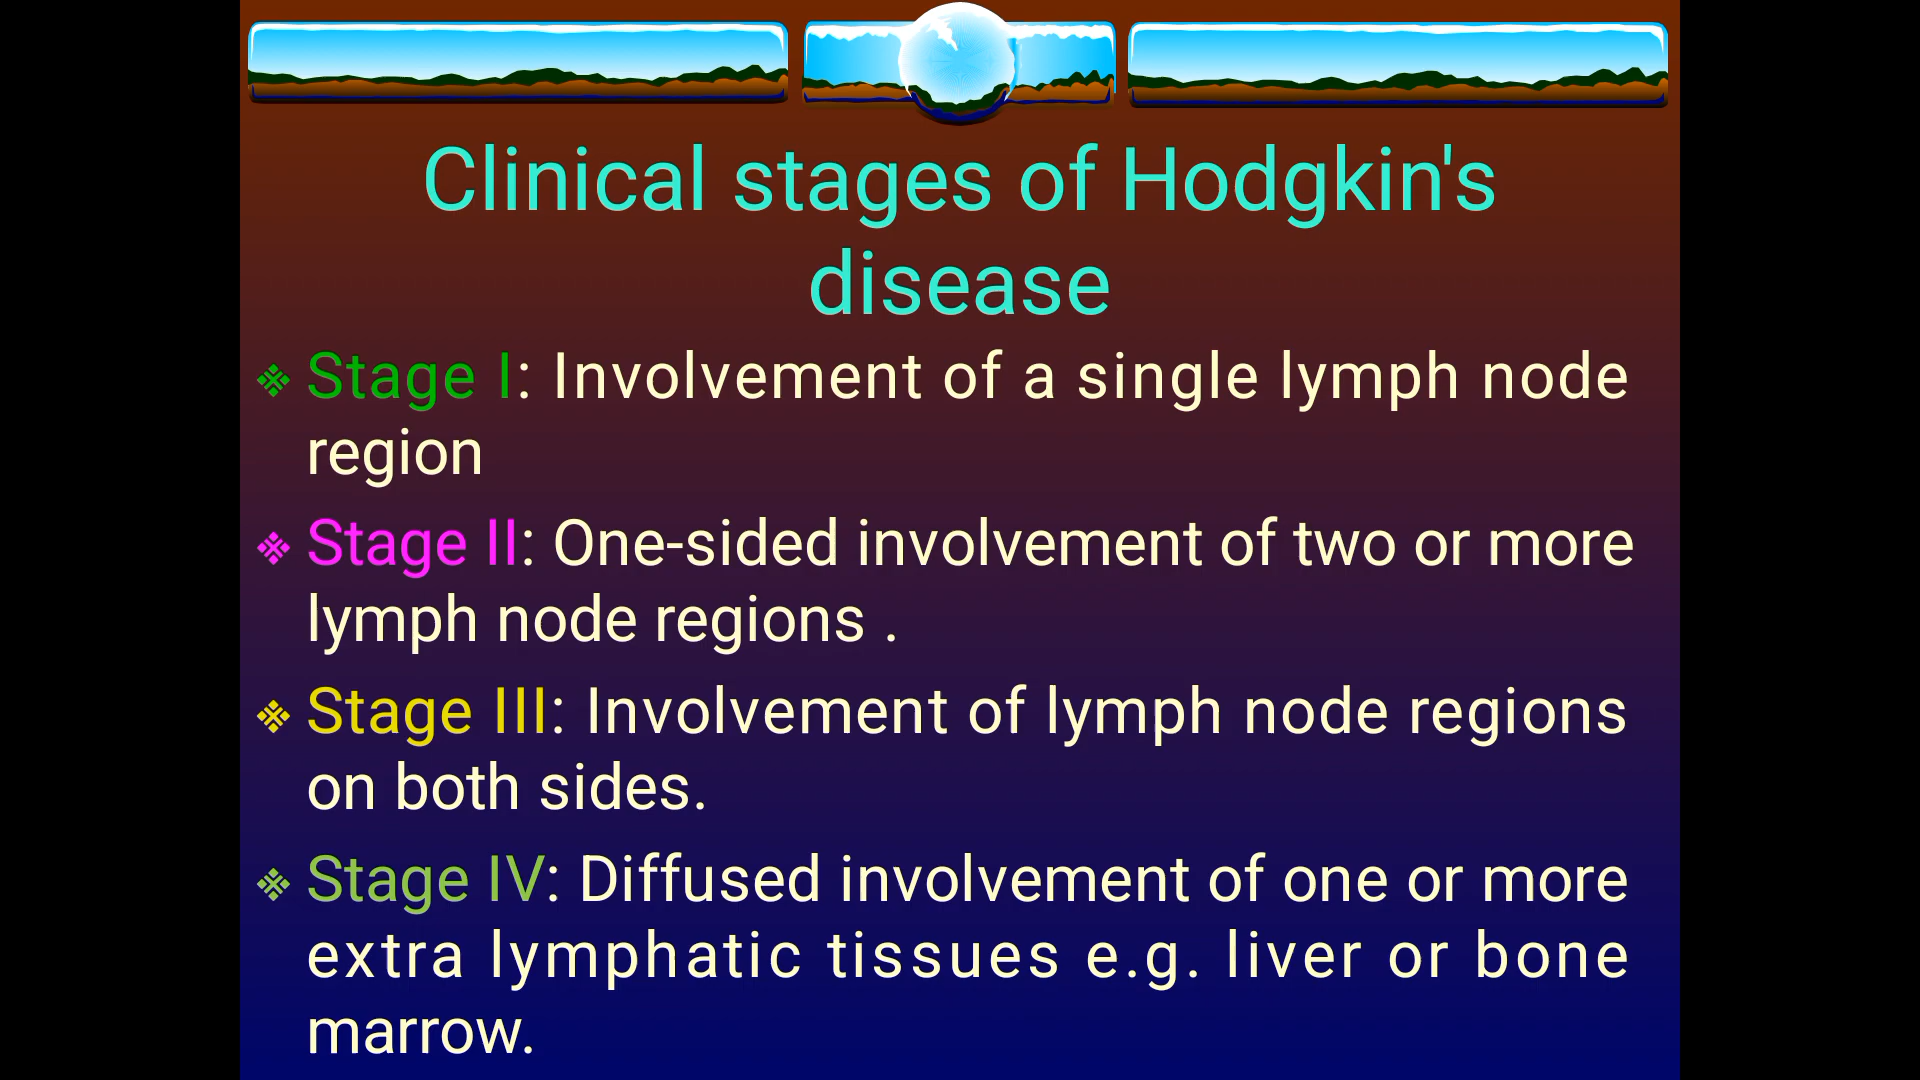 Clinical stages of Hodgkin's
disease
❖ Stage I: Involvement of a single lymph node
region
❖ Stage II: One-sided involvement of two or more
lymph node regions .
❖ Stage III: Involvement of lymph node regions
on both sides.
❖ Stage IV: Diffused involvement of one or more
extra lymphatic tissues e.g. liver or bone
marrow.